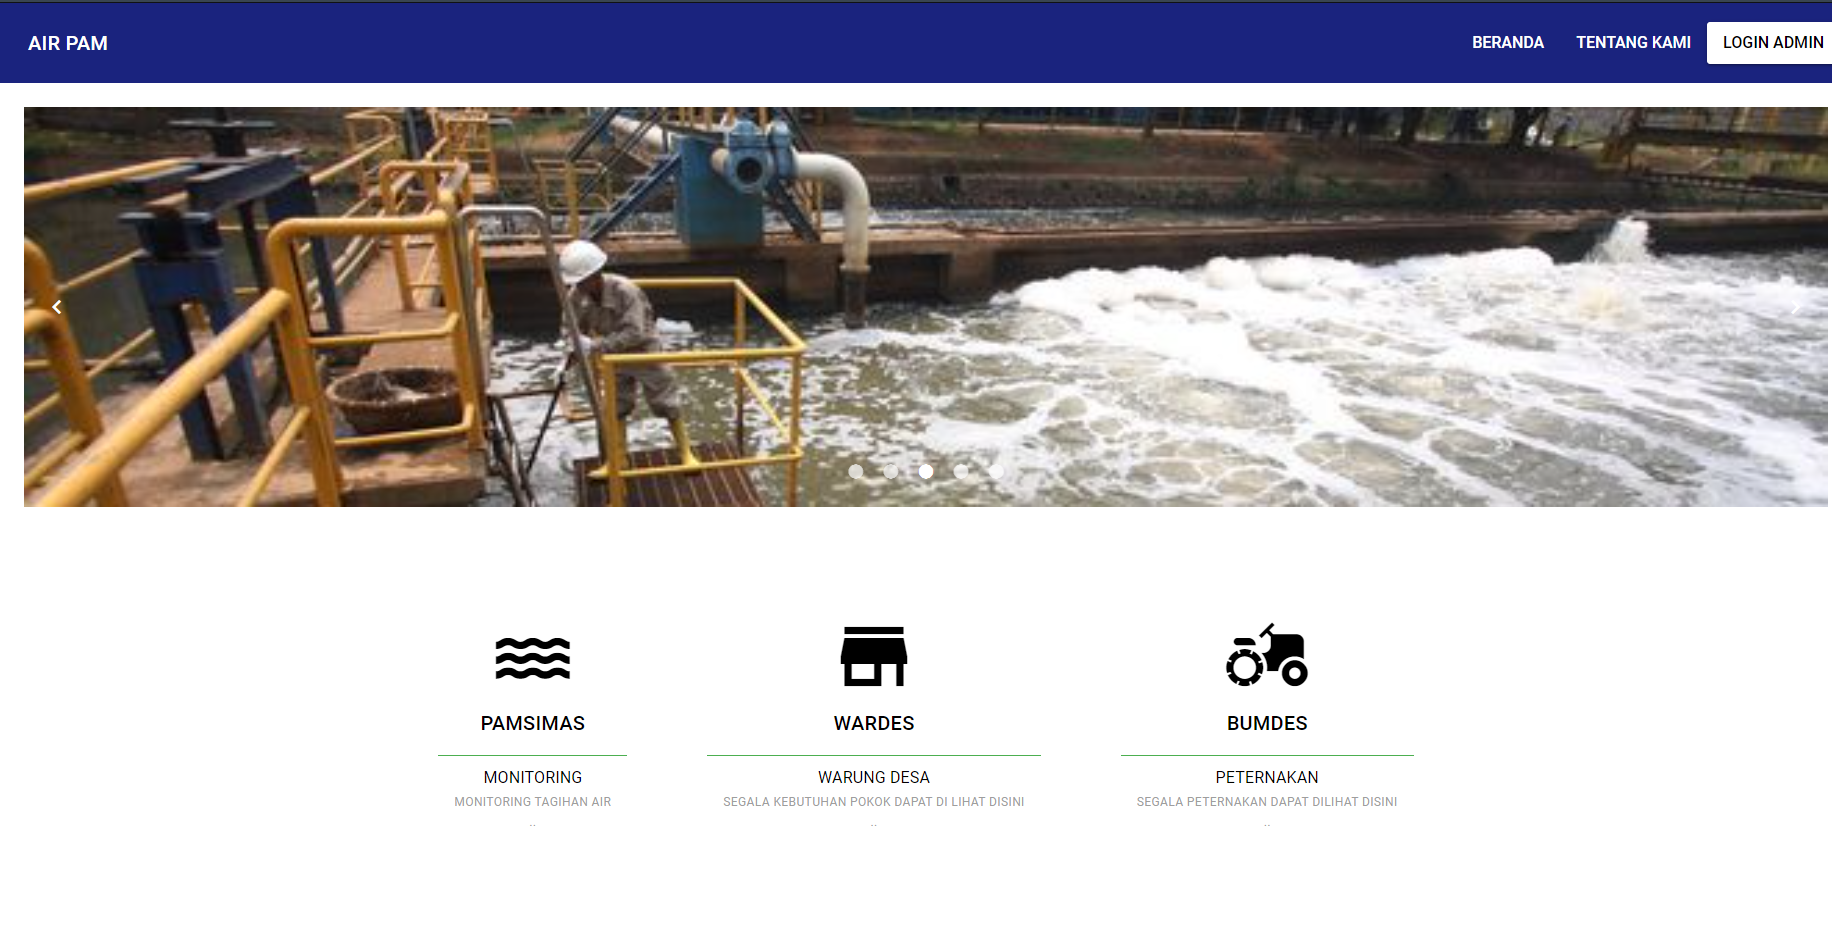 AIR PAM
BERANDA TENTANG KAMI LOGIN ADMIN
PAMSIMAS
MONITORING
MONITORING TAGIHAN AIR
..
WARDES
WARUNG DESA
SEGALA KEBUTUHAN POKOK DAPAT DI LIHAT DISINI
..
BUMDES
PETERNAKAN
SEGALA PETERNAKAN DAPAT DILIHAT DISINI
..